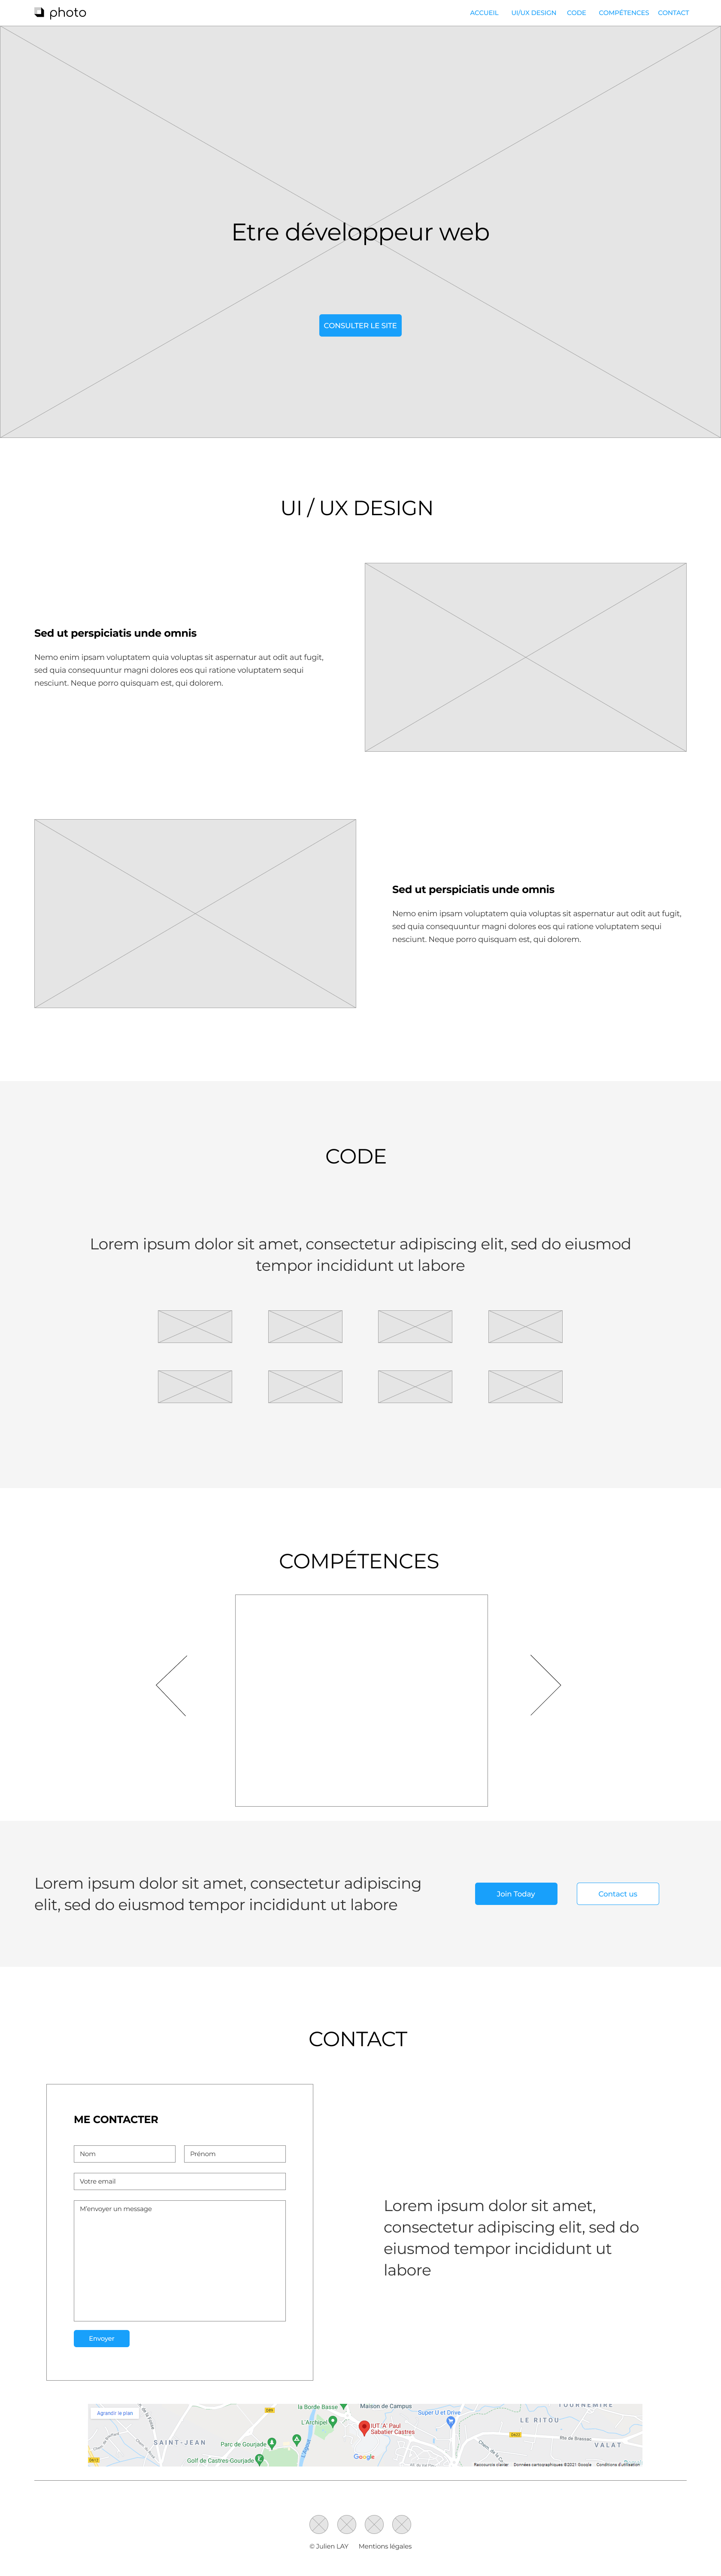 photo
ACCUEIL UI/UX DESIGN CODE COMPÉTENCES CONTACT
Etre développeur web
CONSULTER LE SITE
UI / UX DESIGN
Sed ut perspiciatis unde omnis
Nemo enim ipsam voluptatem quia voluptas sit aspernatur aut odit aut fugit,
sed quia consequuntur magni dolores eos qui ratione voluptatem sequi
nesciunt. Neque porro quisquam est, qui dolorem.
Sed ut perspiciatis unde omnis
Nemo enim ipsam voluptatem quia voluptas sit aspernatur aut odit aut fugit,
sed quia consequuntur magni dolores eos qui ratione voluptatem sequi
nesciunt. Neque porro quisquam est, qui dolorem.
CODE
Lorem ipsum dolor sit amet, consectetur adipiscing elit, sed do eiusmod
tempor incididunt ut labore
COMPÉTENCES
Lorem ipsum dolor sit amet, consectetur adipiscing
elit, sed do eiusmod tempor incididunt ut labore
Join Today
Contact us
CONTACT
ME CONTACTER
Nom
Prénom
Votre email
M'envoyer un message
Envoyer
Lorem ipsum dolor sit amet,
consectetur adipiscing elit, sed do
eiusmod tempor incididunt ut
labore
Agrandir le plan
la Borde Basse
Maison de Campus
TOURNEMIRE
Super U et Drive
L'Archipel
IUT 'A' Paul
Sabatier Castres
LE RITOU
SAINT-JEAN
Parc de Gourjade
VALAT
Golf de Castres-Gourjade
Google
Raccourcis clavier
Données cartographiques ©2021 Google
Conditions d'utilisation
© Julien LAY
Mentions légales